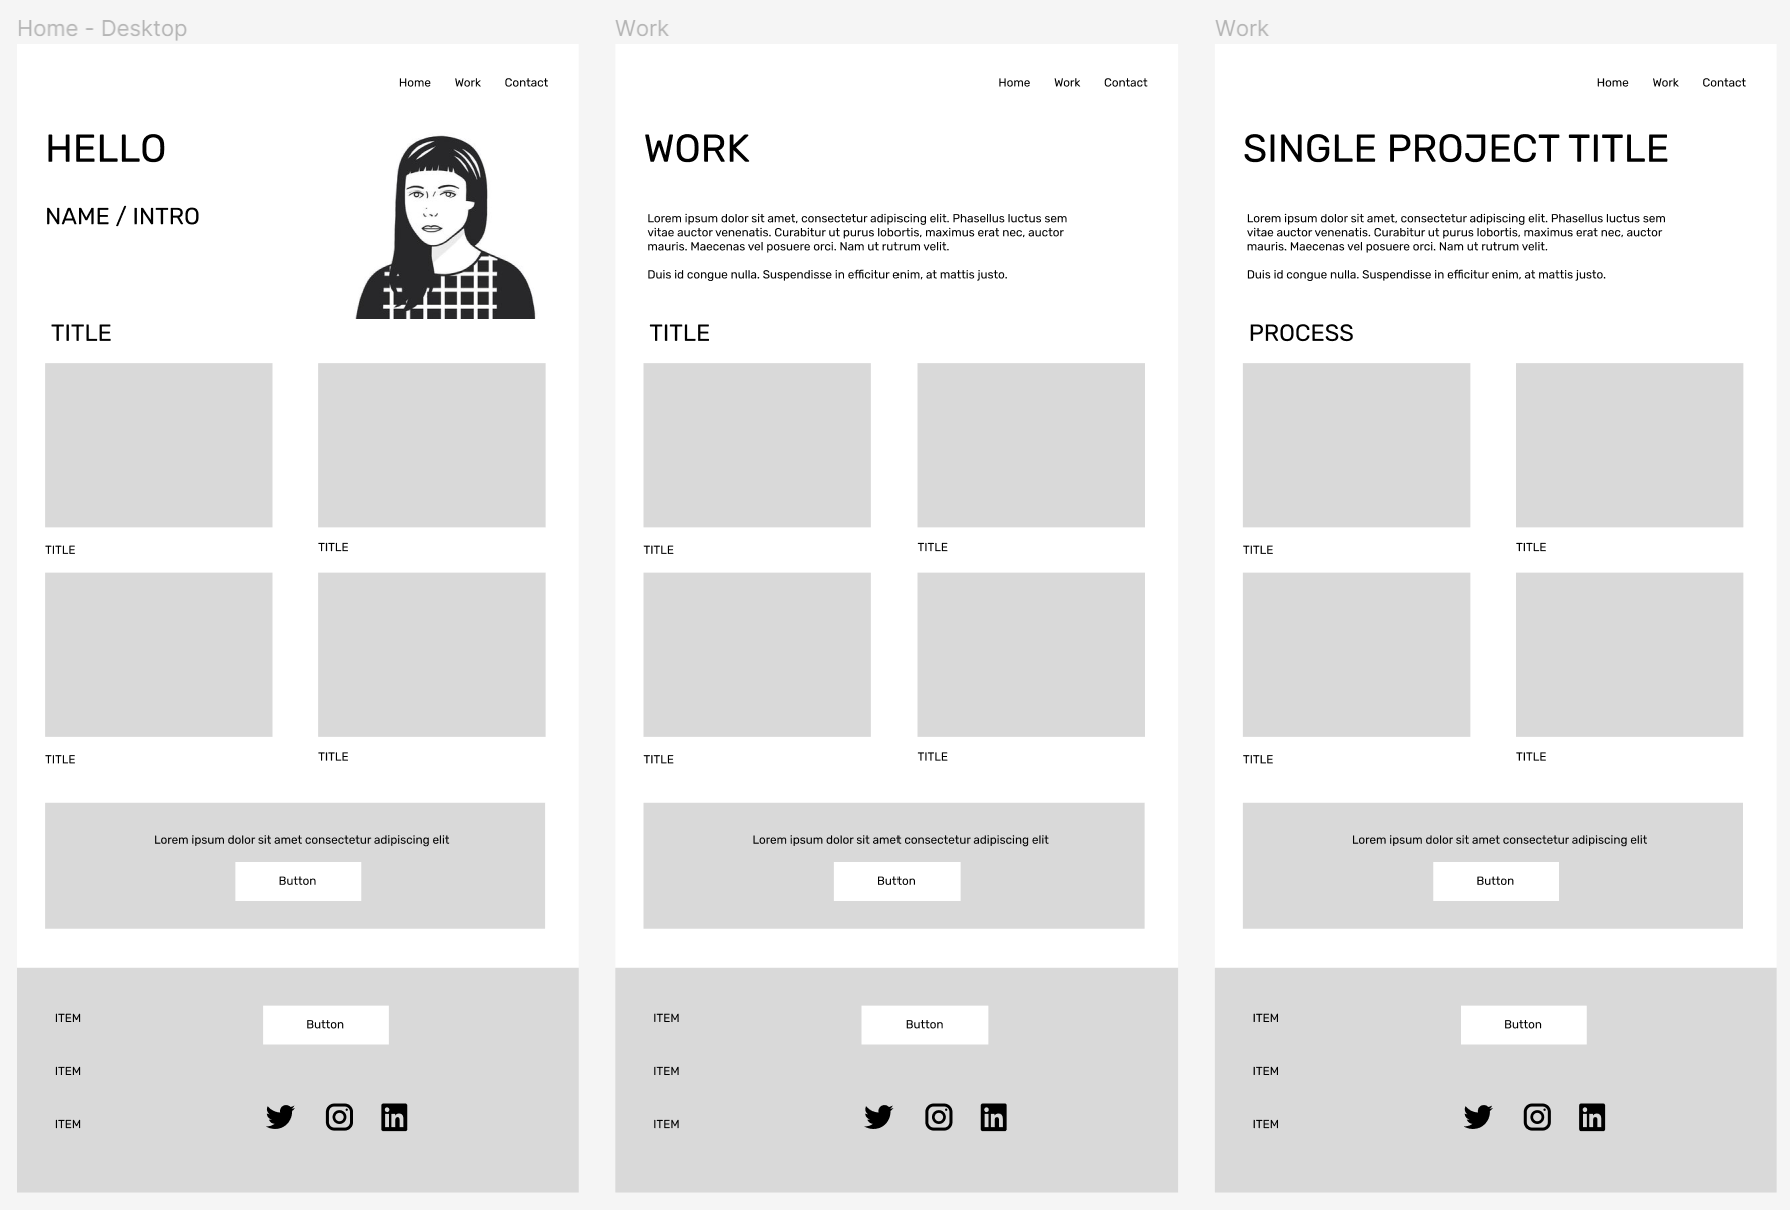 Home - Desktop
Home Work Contact
HELLO
NAME / INTRO
TITLE
TITLE
TITLE
TITLE
TITLE
Lorem ipsum dolor sit amet consectetur adipiscing elit
Button
ITEM
Button
ITEM
ITEM
in
Work
Home Work Contact
WORK
Lorem ipsum dolor sit amet, consectetur adipiscing elit. Phasellus luctus sem
vitae auctor venenatis. Curabitur ut purus lobortis, maximus erat nec, auctor
mauris. Maecenas vel posuere orci. Nam ut rutrum velit.
Duis id congue nulla. Suspendisse in efficitur enim, at mattis justo.
TITLE
TITLE
TITLE
TITLE
TITLE
Lorem ipsum dolor sit amet consectetur adipiscing elit
Button
ITEM
Button
ITEM
ITEM
in
Work
Home Work Contact
SINGLE PROJECT TITLE
Lorem ipsum dolor sit amet, consectetur adipiscing elit. Phasellus luctus sem
vitae auctor venenatis. Curabitur ut purus lobortis, maximus erat nec, auctor
mauris. Maecenas vel posuere orci. Nam ut rutrum velit.
Duis id congue nulla. Suspendisse in efficitur enim, at mattis justo.
PROCESS
TITLE
TITLE
TITLE
TITLE
Lorem ipsum dolor sit amet consectetur adipiscing elit
Button
ITEM
Button
ITEM
ITEM
in